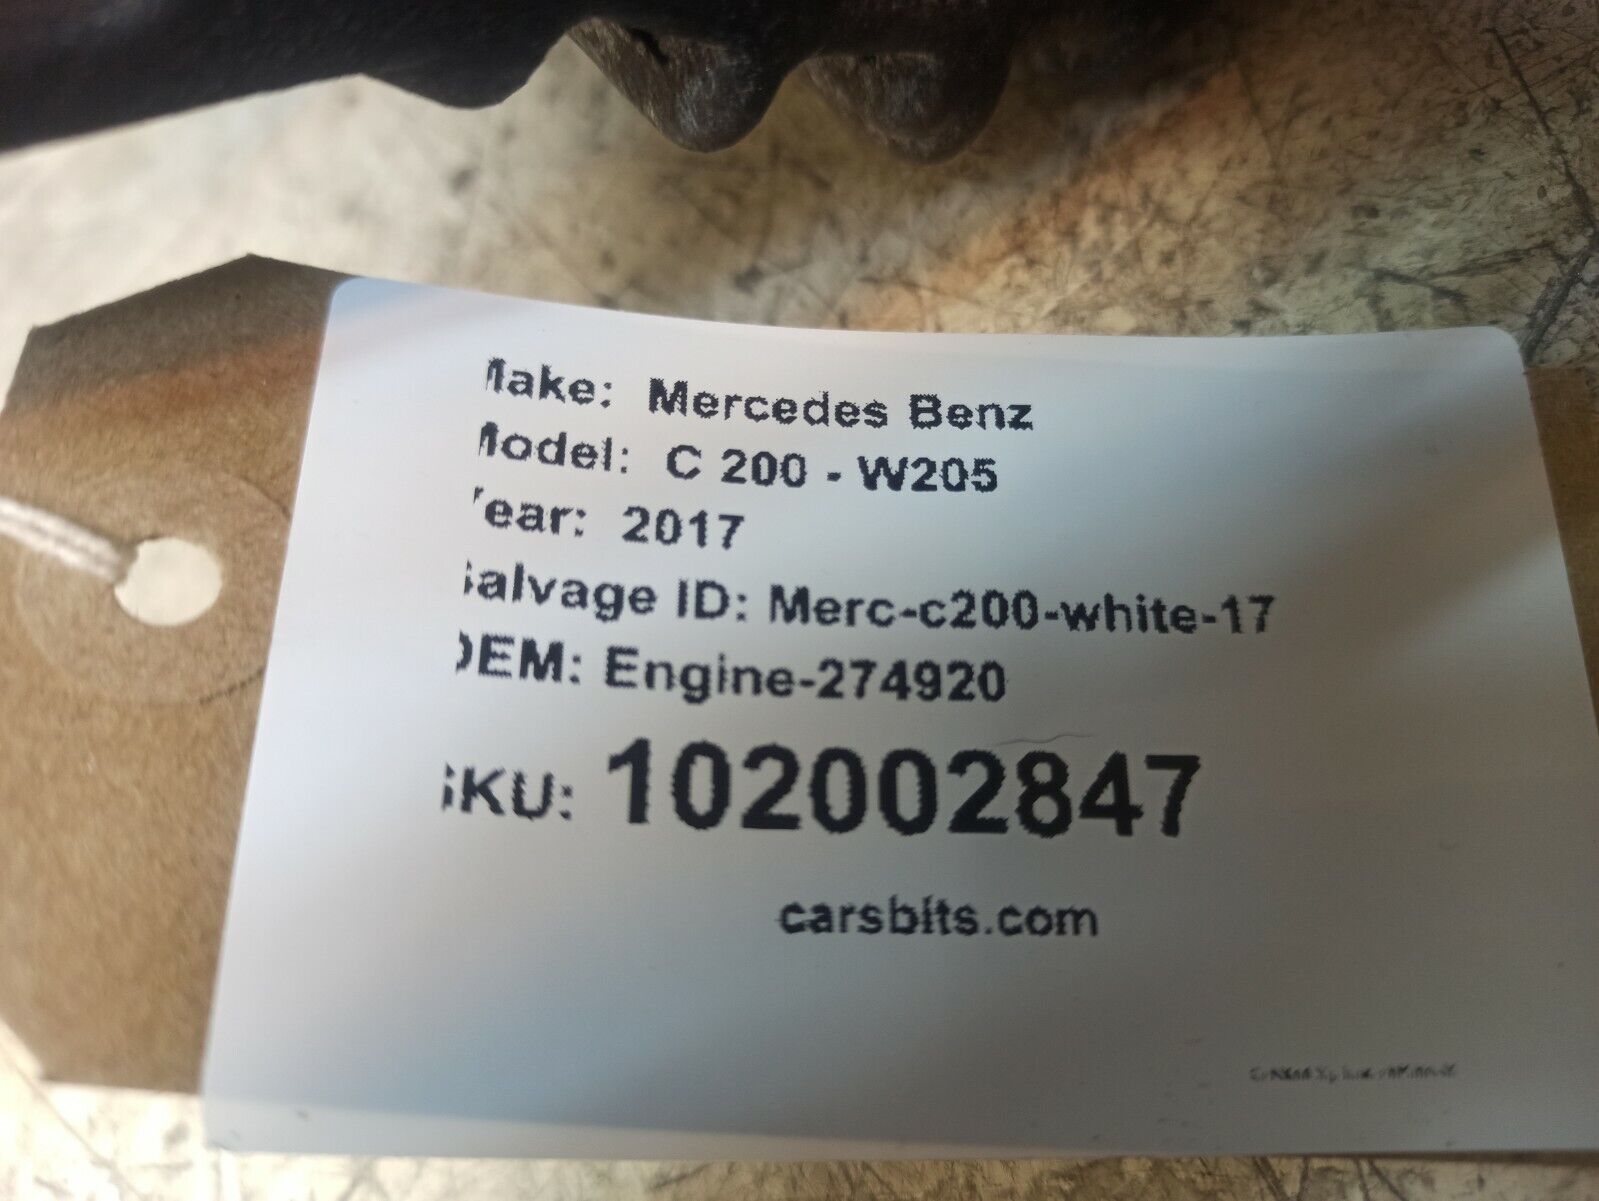 Make: Mercedes Benz
Model: C 200 - W205
Year: 2017
Salvage ID: Merc-c200-white-17
OEM: Engine-274920
SKU: 102002847
carsbits.com